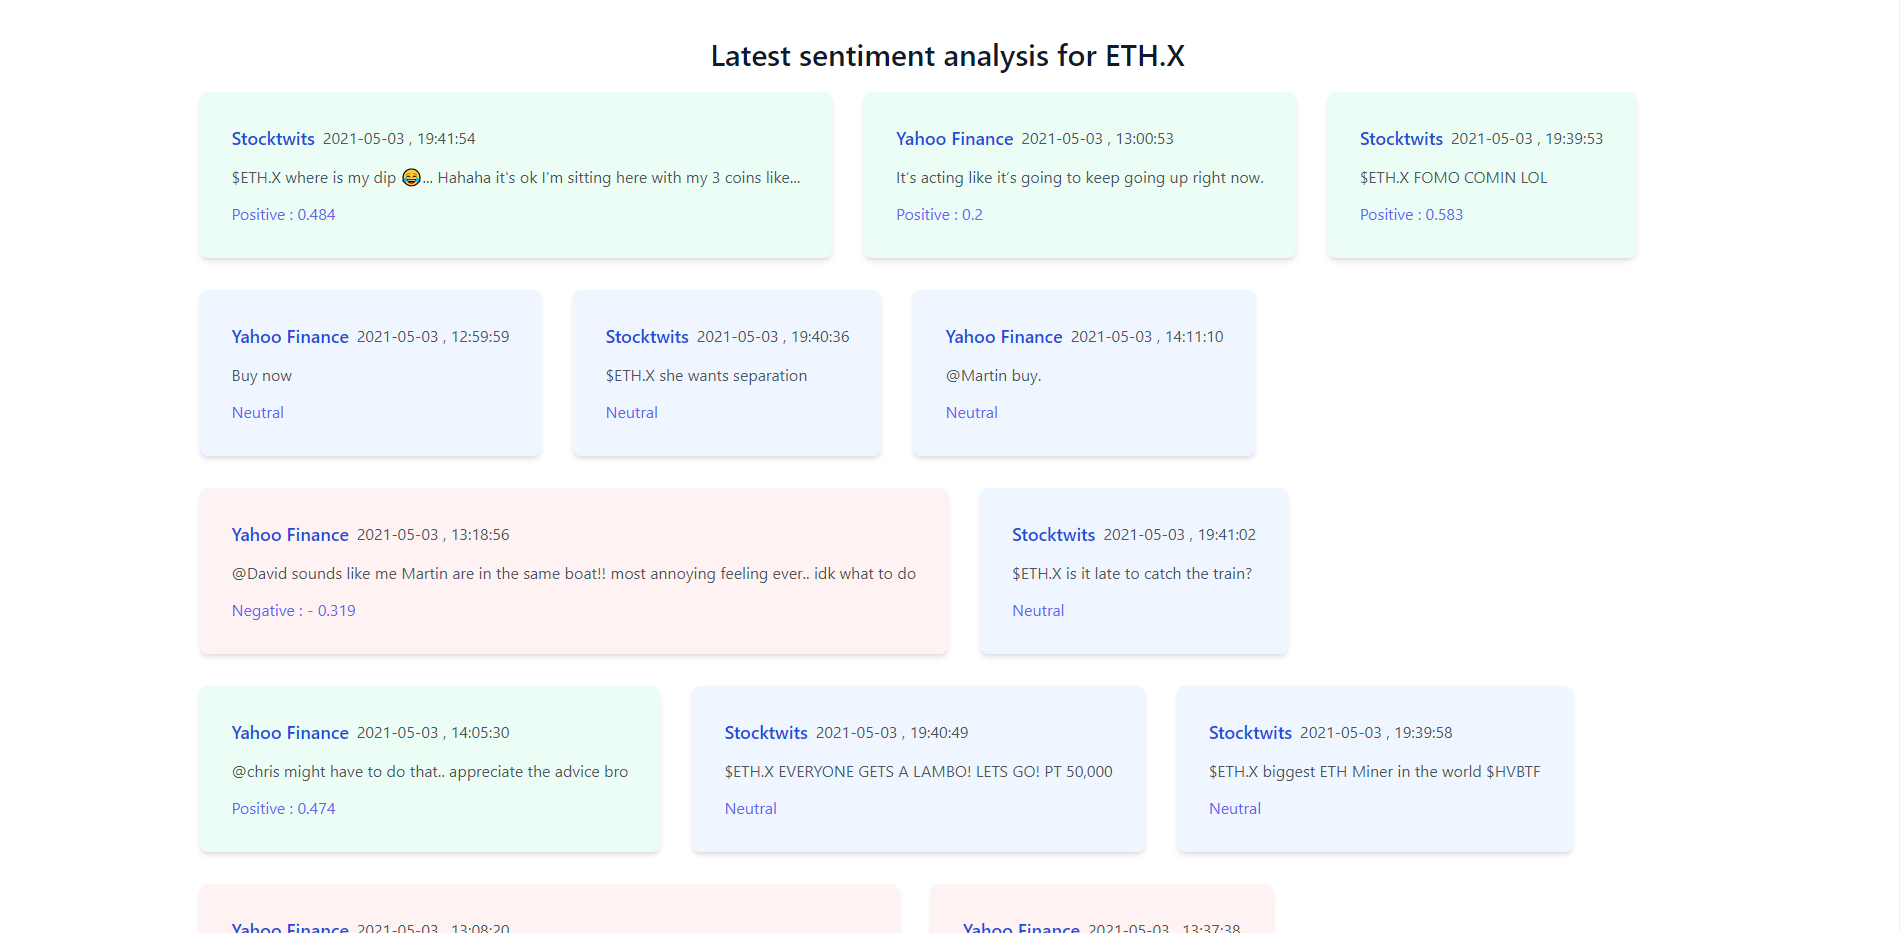 Latest sentiment analysis for ETH.X
Stocktwits 2021-05-03 , 19:41:54
$ETH.X where is my dip 😂... Hahaha it's ok I'm sitting here with my 3 coins like...
Positive : 0.484
Yahoo Finance 2021-05-03 , 13:00:53
It’s acting like it’s going to keep going up right now.
Positive : 0.2
Stocktwits 2021-05-03 , 19:39:53
$ETH.X FOMO COMIN LOL
Positive : 0.583
Yahoo Finance 2021-05-03 , 12:59:59
Buy now
Neutral
Stocktwits 2021-05-03 , 19:40:36
$ETH.X she wants separation
Neutral
Yahoo Finance 2021-05-03 , 14:11:10
@Martin buy.
Neutral
Yahoo Finance 2021-05-03 , 13:18:56
@David sounds like me Martin are in the same boat!! most annoying feeling ever.. idk what to do
Negative : - 0.319
Stocktwits 2021-05-03 , 19:41:02
$ETH.X is it late to catch the train?
Neutral
Yahoo Finance 2021-05-03 , 14:05:30
@chris might have to do that.. appreciate the advice bro
Positive : 0.474
Stocktwits 2021-05-03 , 19:40:49
$ETH.X EVERYONE GETS A LAMBO! LETS GO! PT 50,000
Neutral
Stocktwits 2021-05-03 , 19:39:58
$ETH.X biggest ETH Miner in the world $HVBTF
Neutral
Yahoo Finance 2021-05-03 , 13:08:20
Yahoo Finance 2021-05-03 , 13:37:38